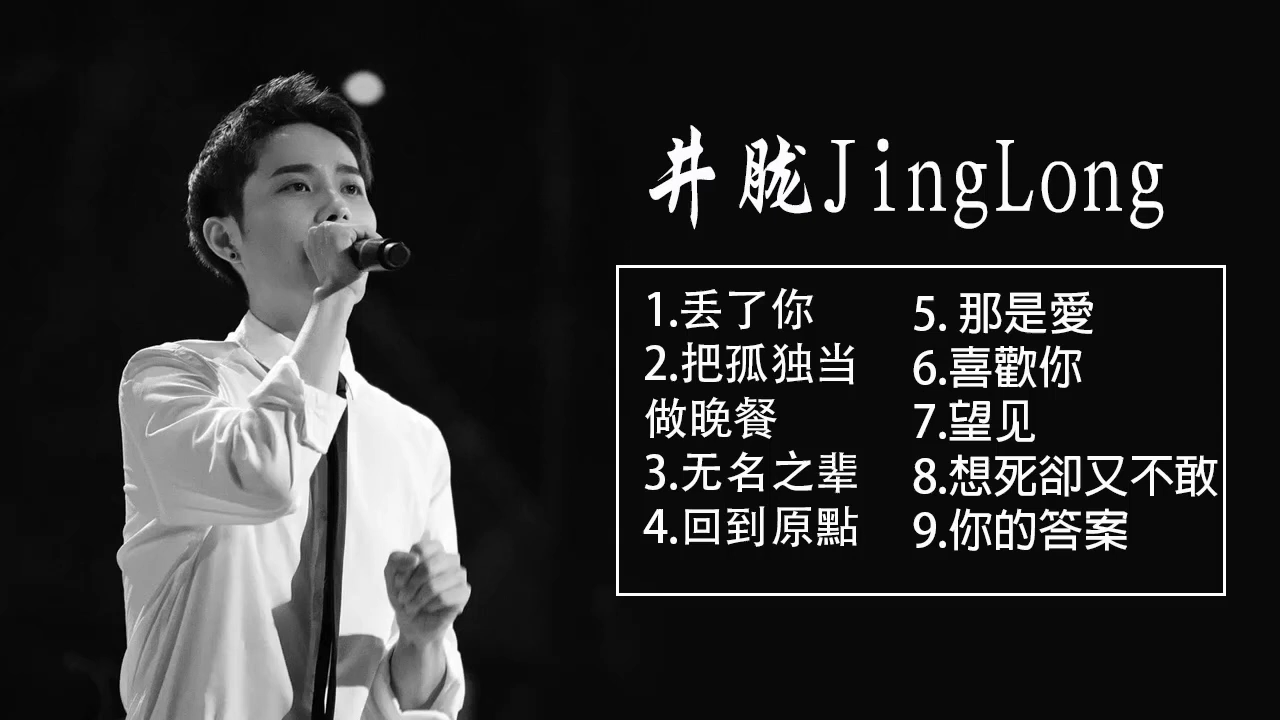 井胧JingLong
1.丢了你
2.把孤独当
做晚餐
3.无名之辈
4.回到原點
5. 那是愛
6.喜歡你
7.望见
8.想死卻又不敢
9.你的答案